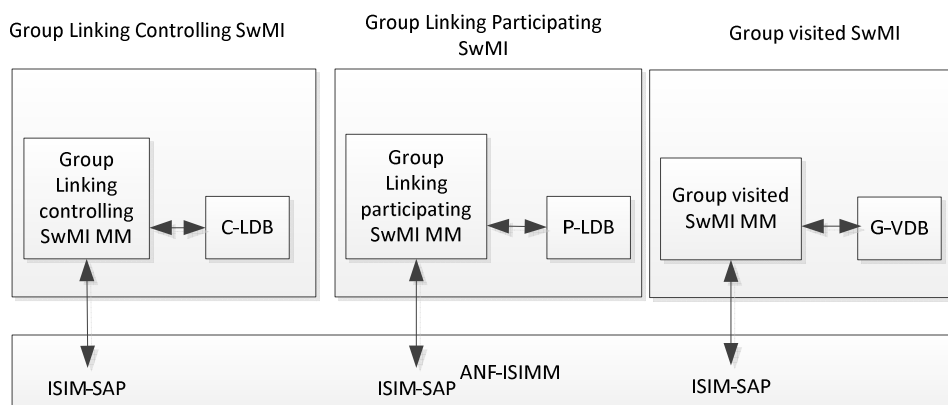 Group Linking Controlling SwMI
Group Linking Participating
SwMI
Group visited SwMI
Group
Linking
controlling
SwMI MM
C-LDB
Group
Linking
participating
SwMI MM
P-LDB
Group visited
SwMI MM
G-VDB
ISIM-SAP
ISIM-SAP
ANF-ISIMM
ISIM-SAP